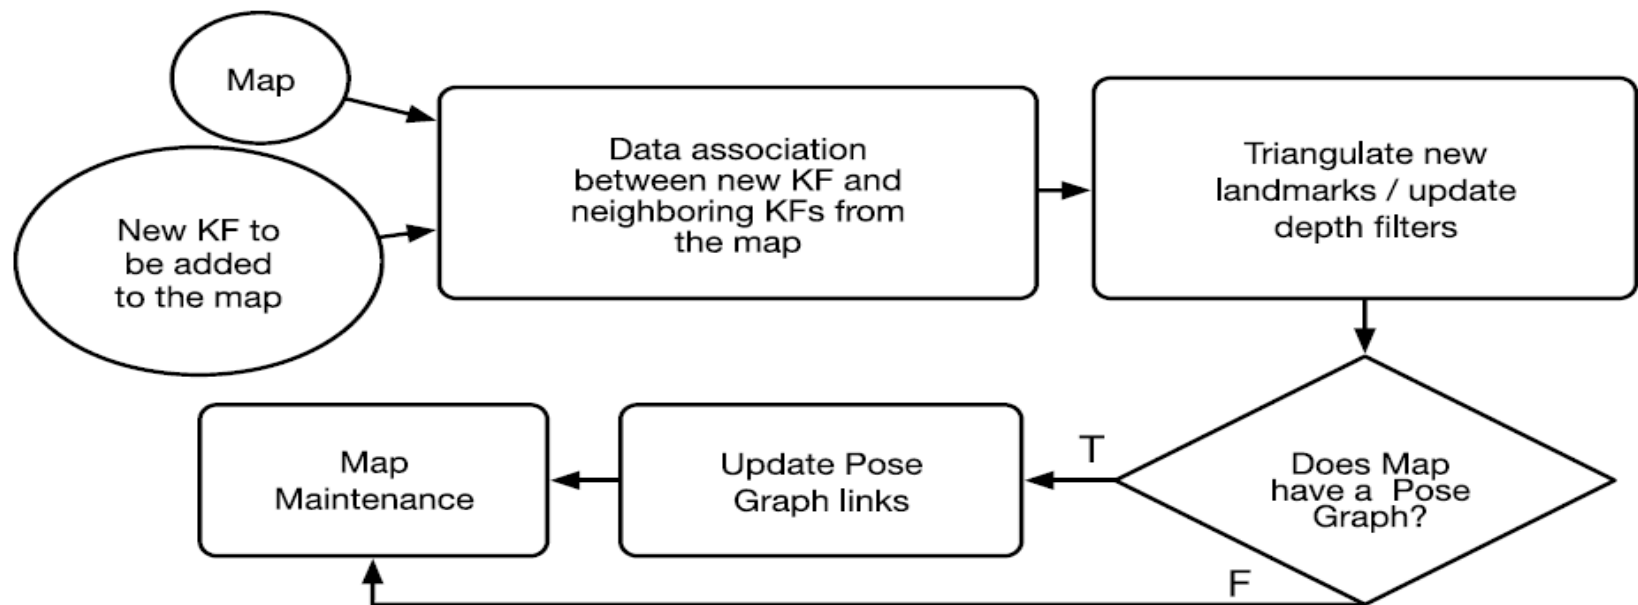 Map
New KF to
be added
to the map
Data association
between new KF and
neighboring KFs from
the map
Triangulate new
landmarks / update
depth filters
Does Map
have a Pose
Graph?
T
F
Update Pose
Graph links
Map
Maintenance